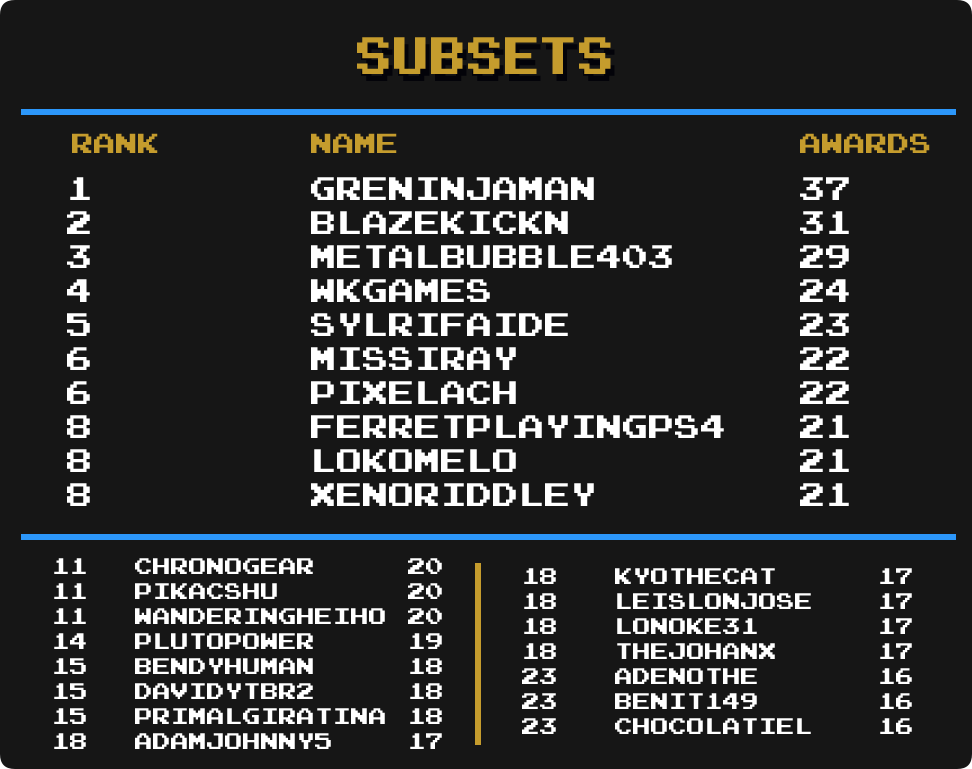 SUBSETS
RANK NAME AWARDS
1 GRENINJAMAN 37
2 BLAZEKICKN 31
3 METALBUBBLE403 29
4 WKGAMES 24
5 SYLRIFAIDE 23
6 MISSIRAY 22
6 PIXELACH 22
8 FERRETPLAYINGPS4 21
8 LOKOMELO 21
8 XENORIDDLEY 21
11 CHRONOGEAR 20
11 PIKACSHU 20
11 WANDERINGHEIHO 20
14 PLUTOPOWER 19
15 BENDYHUMAN 18
15 DAVIDYTBR2 18
15 PRIMALGIRATINA 18
18 ADAMJOHNNY5 17
18 KYOTHECAT 17
18 LEISLONJOSE 17
18 LONOKE31 17
18 THEJOHANX 17
23 ADENOTHE 16
23 BENIT149 16
23 CHOCOLATIEL 16